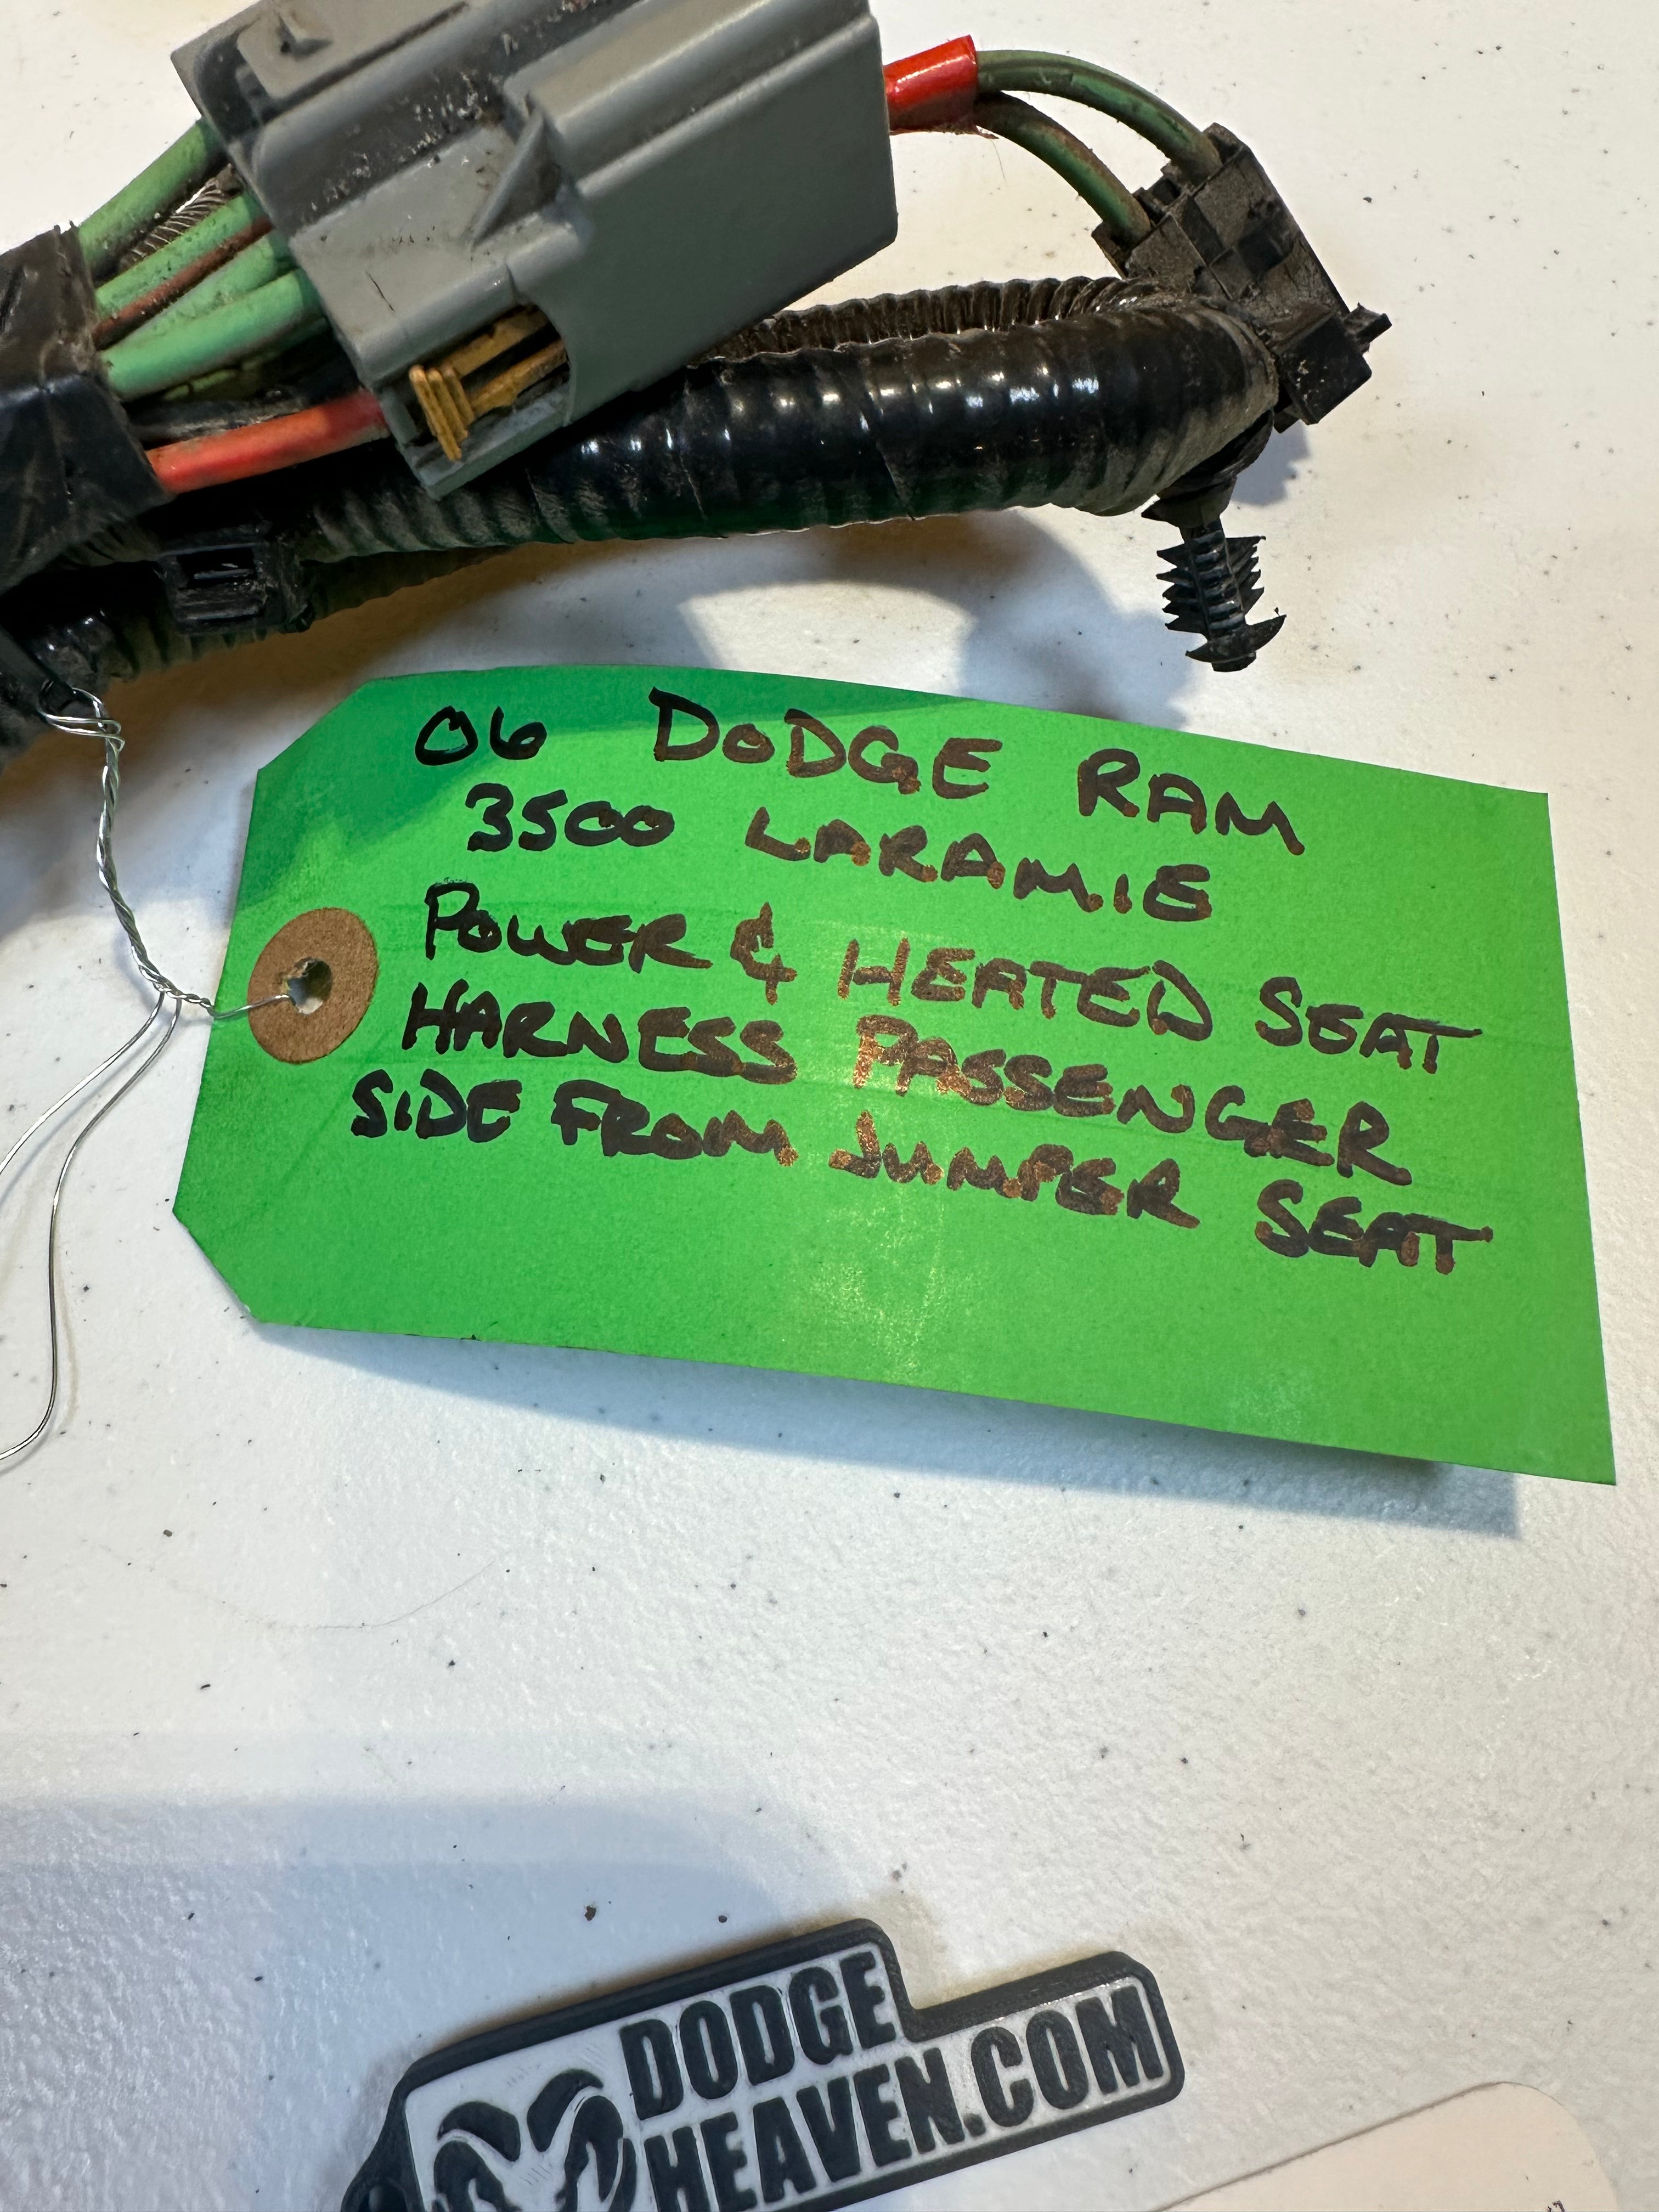 06 DODGE RAM
3500 LARAMIE
POWER & HEATED SEAT
HARNESS PASSENGER
SIDE FROM JUMPER SEAT
DODGE
HEAVEN.COM